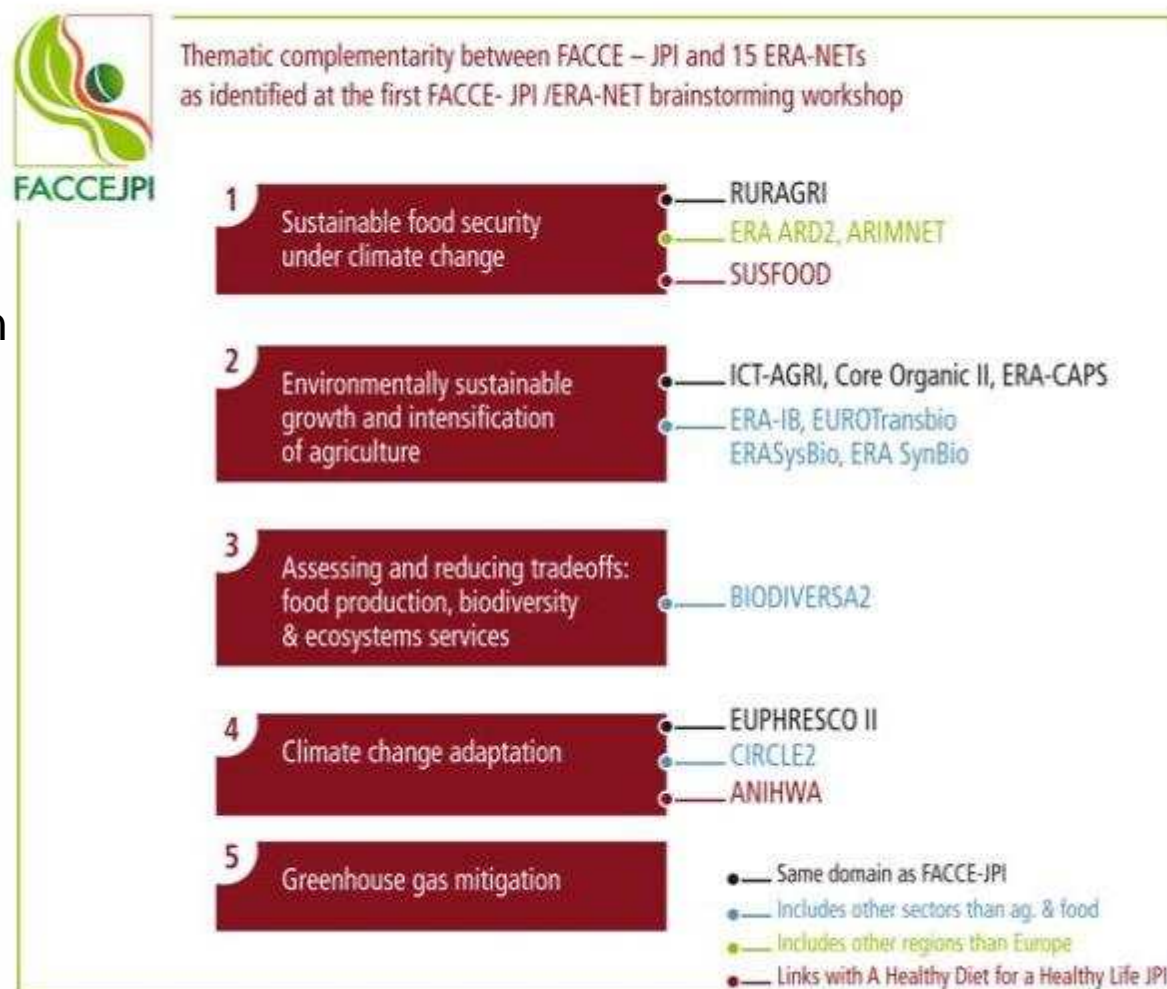 FACCEJPI
Thematic complementarity between FACCE – JPI and 15 ERA-NETs
as identified at the first FACCE- JPI /ERA-NET brainstorming workshop
n
1
Sustainable food security
under climate change
RURAGRI
ERA ARD2, ARIMNET
SUSFOOD
2
Environmentally sustainable
growth and intensification
of agriculture
ICT-AGRI, Core Organic II, ERA-CAPS
ERA-IB, EUROTransbio
ERASysBio, ERA SynBio
3
Assessing and reducing tradeoffs:
food production, biodiversity
& ecosystems services
BIODIVERSA2
4
Climate change adaptation
EUPHRESCO II
CIRCLE2
ANIHWA
5
Greenhouse gas mitigation
Same domain as FACCE-JPI
Includes other sectors than ag. & food
Includes other regions than Europe
Links with A Healthy Diet for a Healthy Life JPI